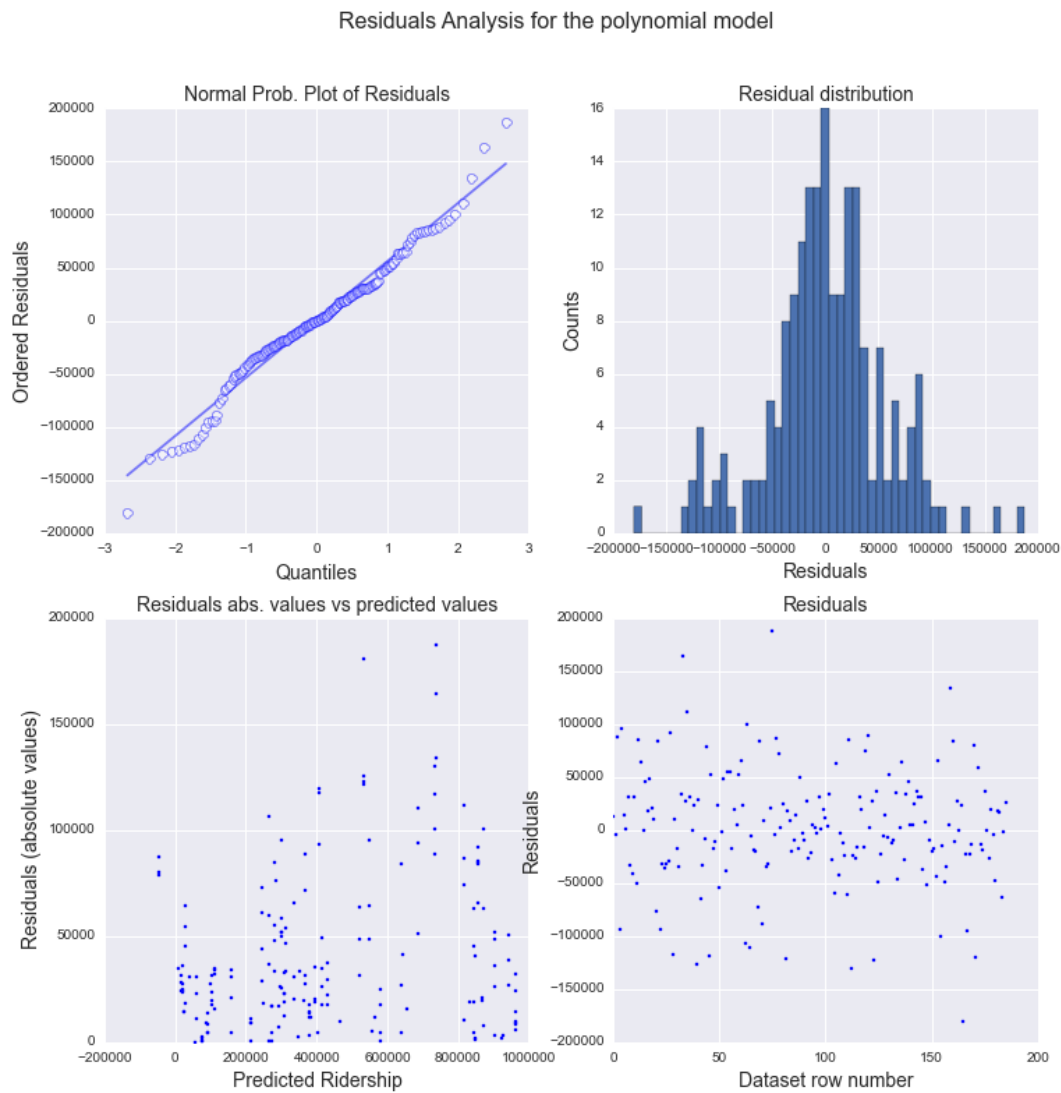 Residuals Analysis for the polynomial model
Normal Prob. Plot of Residuals
200000
150000
100000
50000
0
−50000
−100000
−150000
−200000
Ordered Residuals
−3 −2 −1 0 1 2 3
Quantiles
Residual distribution
16
14
12
10
8
6
4
2
0
Counts
−200000 −150000 −100000 −50000 0 50000 100000 150000 200000
Residuals
Residuals abs. values vs predicted values
200000
150000
100000
50000
0
Residuals (absolute values)
−200000 0 200000 400000 600000 800000 1000000
Predicted Ridership
Residuals
200000
150000
100000
50000
0
−50000
−100000
−150000
−200000
Residuals
0 50 100 150 200
Dataset row number